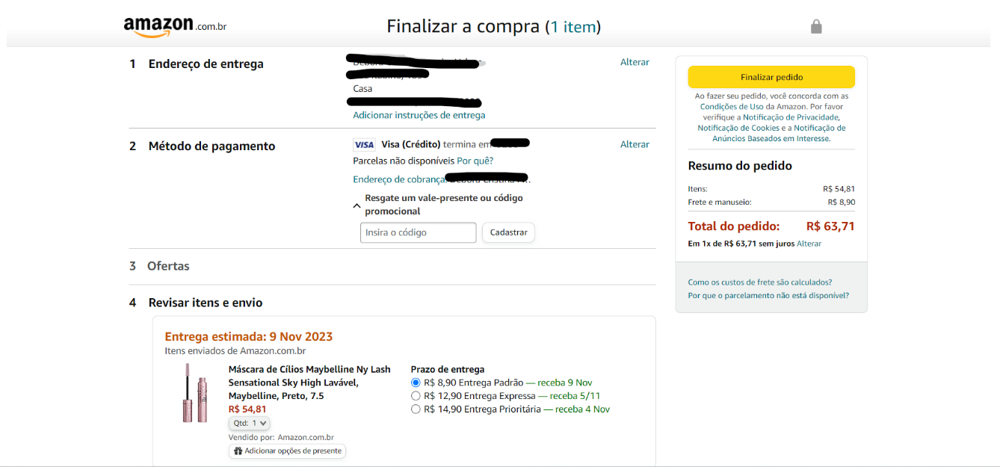 amazon.com.br
Finalizar a compra (1 item)
1 Endereço de entrega
Casa
Adicionar instruções de entrega
Alterar
2 Método de pagamento
VISA Visa (Crédito) termina em
Parcelas não disponíveis Por quê?
Endereço de cobrança:
Resgate um vale-presente ou código
promocional
Insira o código Cadastrar
Alterar
3 Ofertas
4 Revisar itens e envio
Entrega estimada: 9 Nov 2023
Itens enviados de Amazon.com.br
Máscara de Cílios Maybelline Ny Lash
Sensational Sky High Lavável,
Maybelline, Preto, 7.5
R$ 54,81
Qtd: 1
Vendido por: Amazon.com.br
Adicionar opções de presente
Prazo de entrega
R$ 8,90 Entrega Padrão — receba 9 Nov
R$ 12,90 Entrega Expressa — receba 5/11
R$ 14,90 Entrega Prioritária — receba 4 Nov
Finalizar pedido
Ao fazer seu pedido, você concorda com as
Condições de Uso da Amazon. Por favor
verifique a Notificação de Privacidade,
Notificação de Cookies e a Notificação de
Anúncios Baseados em Interesse.
Resumo do pedido
Itens: R$ 54,81
Frete e manuseio: R$ 8,90
Total do pedido: R$ 63,71
Em 1x de R$ 63,71 sem juros Alterar
Como os custos de frete são calculados?
Por que o parcelamento não está disponível?